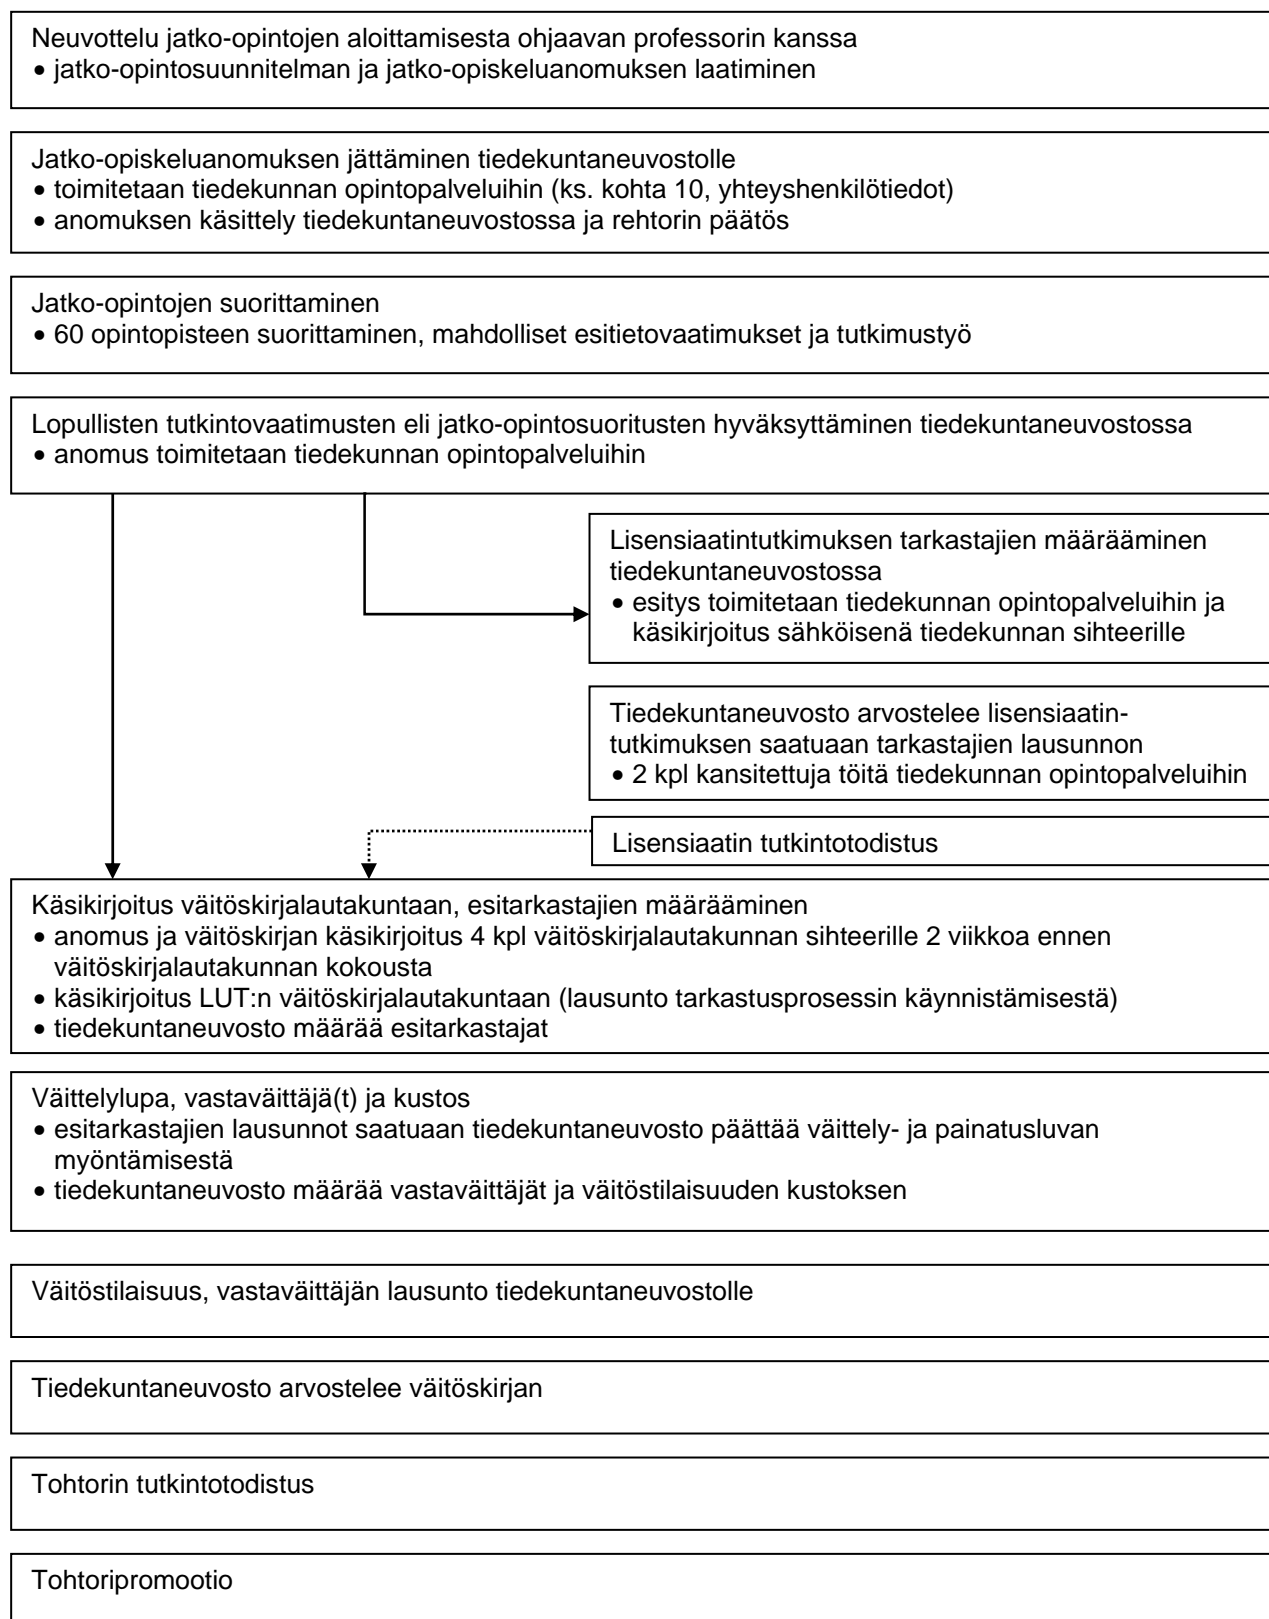 Neuvottelu jatko-opintojen aloittamisesta ohjaavan professorin kanssa
• jatko-opintosuunnitelman ja jatko-opiskeluanomuksen laatiminen
Jatko-opiskeluanomuksen jättäminen tiedekuntaneuvostolle
• toimitetaan tiedekunnan opintopalveluihin (ks. kohta 10, yhteyshenkilötiedot)
• anomuksen käsittely tiedekuntaneuvostossa ja rehtorin päätös
Jatko-opintojen suorittaminen
• 60 opintopisteen suorittaminen, mahdolliset esitietovaatimukset ja tutkimustyö
Lopullisten tutkintovaatimusten eli jatko-opintosuoritusten hyväksyttäminen tiedekuntaneuvostossa
• anomus toimitetaan tiedekunnan opintopalveluihin
Lisensiaatintutkimuksen tarkastajien määrääminen
tiedekuntaneuvostossa
• esitys toimitetaan tiedekunnan opintopalveluihin ja
käsikirjoitus sähköisenä tiedekunnan sihteerille
Tiedekuntaneuvosto arvostelee lisensiaatin-
tutkimuksen saatuaan tarkastajien lausunnon
• 2 kpl kansitettuja töitä tiedekunnan opintopalveluihin
Lisensiaatin tutkintotodistus
Käsikirjoitus väitöskirjalautakuntaan, esitarkastajien määrääminen
• anomus ja väitöskirjan käsikirjoitus 4 kpl väitöskirjalautakunnan sihteerille 2 viikkoa ennen
väitöskirjalautakunnan kokousta
• käsikirjoitus LUT:n väitöskirjalautakuntaan (lausunto tarkastusprosessin käynnistämisestä)
• tiedekuntaneuvosto määrää esitarkastajat
Väittelylupa, vastaväittäjä(t) ja kustos
• esitarkastajien lausunnot saatuaan tiedekuntaneuvosto päättää väittely- ja painatusluvan
myöntämisestä
• tiedekuntaneuvosto määrää vastaväittäjät ja väitöstilaisuuden kustoksen
Väitöstilaisuus, vastaväittäjän lausunto tiedekuntaneuvostolle
Tiedekuntaneuvosto arvostelee väitöskirjan
Tohtorin tutkintotodistus
Tohtoripromootio